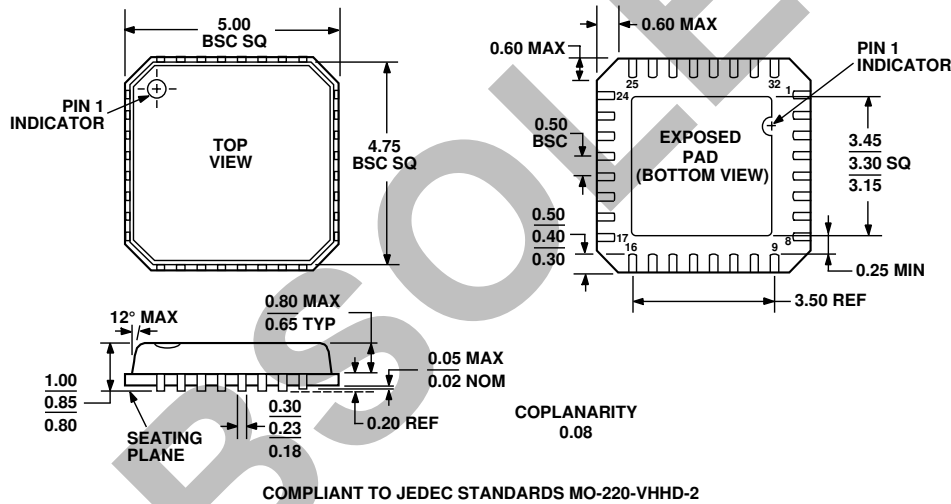 5.00
BSC SQ
PIN 1
INDICATOR
TOP
VIEW
4.75
BSC SQ
0.60 MAX
0.60 MAX
PIN 1
INDICATOR
25
32
24
1
0.50
BSC
EXPOSED
PAD
(BOTTOM VIEW)
3.45
3.30 SQ
3.15
0.50
0.40
0.30
17
16
9
8
0.25 MIN
3.50 REF
12° MAX
0.80 MAX
0.65 TYP
0.05 MAX
0.02 NOM
1.00
0.85
0.80
SEATING
PLANE
0.30
0.23
0.18
0.20 REF
COPLANARITY
0.08
COMPLIANT TO JEDEC STANDARDS MO-220-VHHD-2
BSOLE